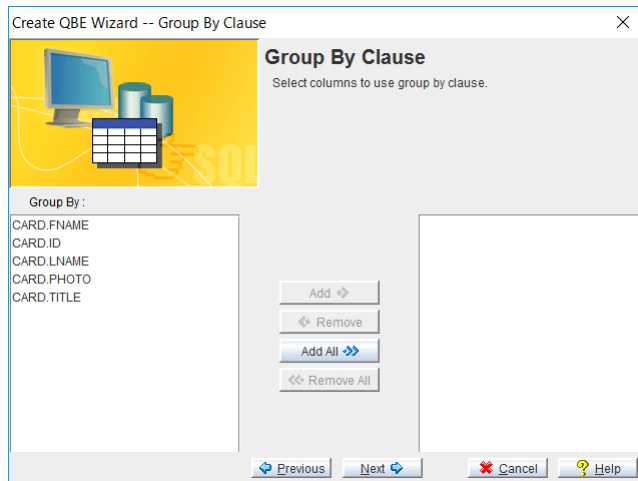 Create QBE Wizard -- Group By Clause
Group By Clause
Select columns to use group by clause.
SQL
Group By :
CARD.FNAME
CARD.ID
CARD.LNAME
CARD.PHOTO
CARD.TITLE
Add
Remove
Add All
Remove All
Previous
Next
Cancel
Help